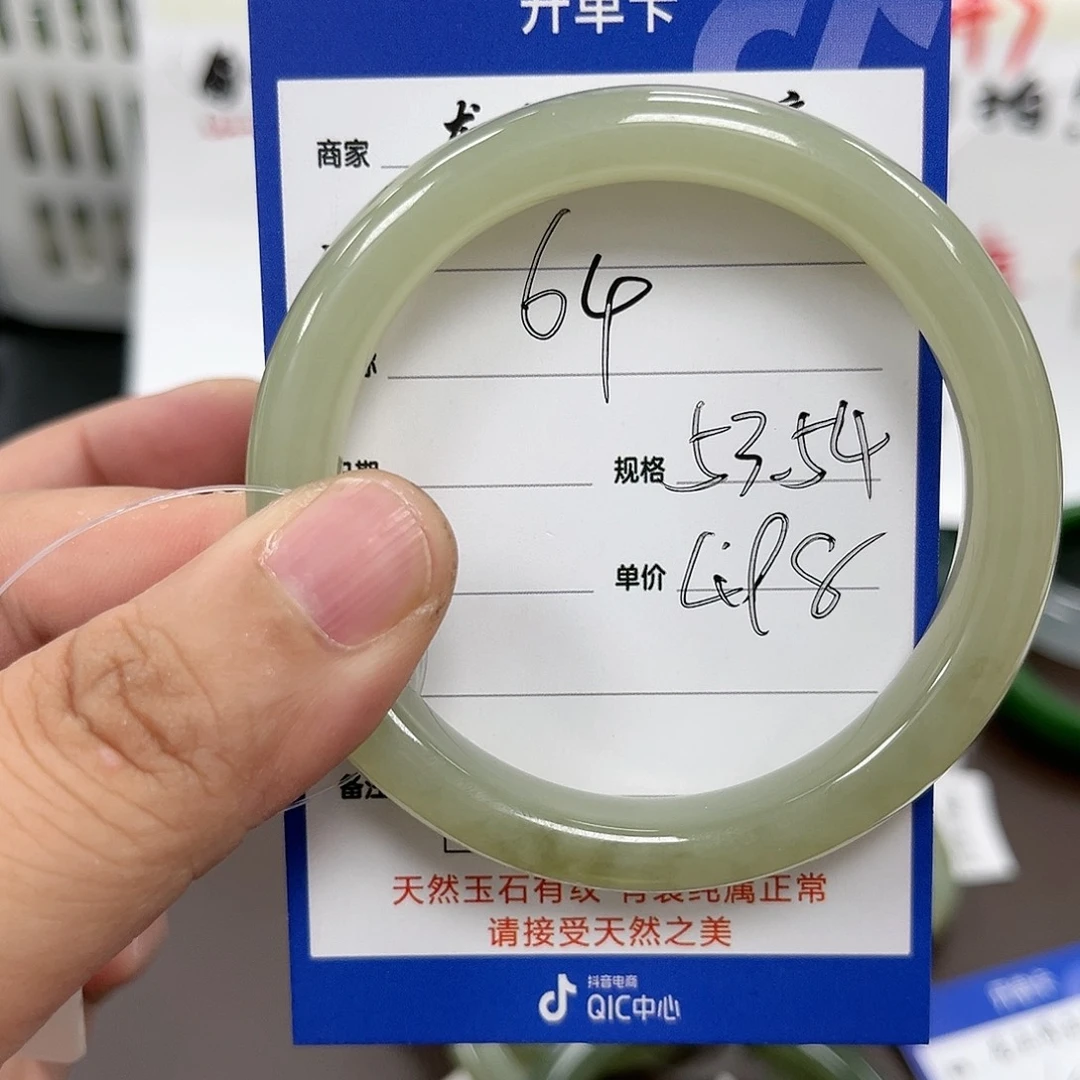 开单卡
商家
64
规格 53.54
单价
备注
天然玉石有纹 有裂纯属正常
请接受天然之美
抖音电商
QIC中心